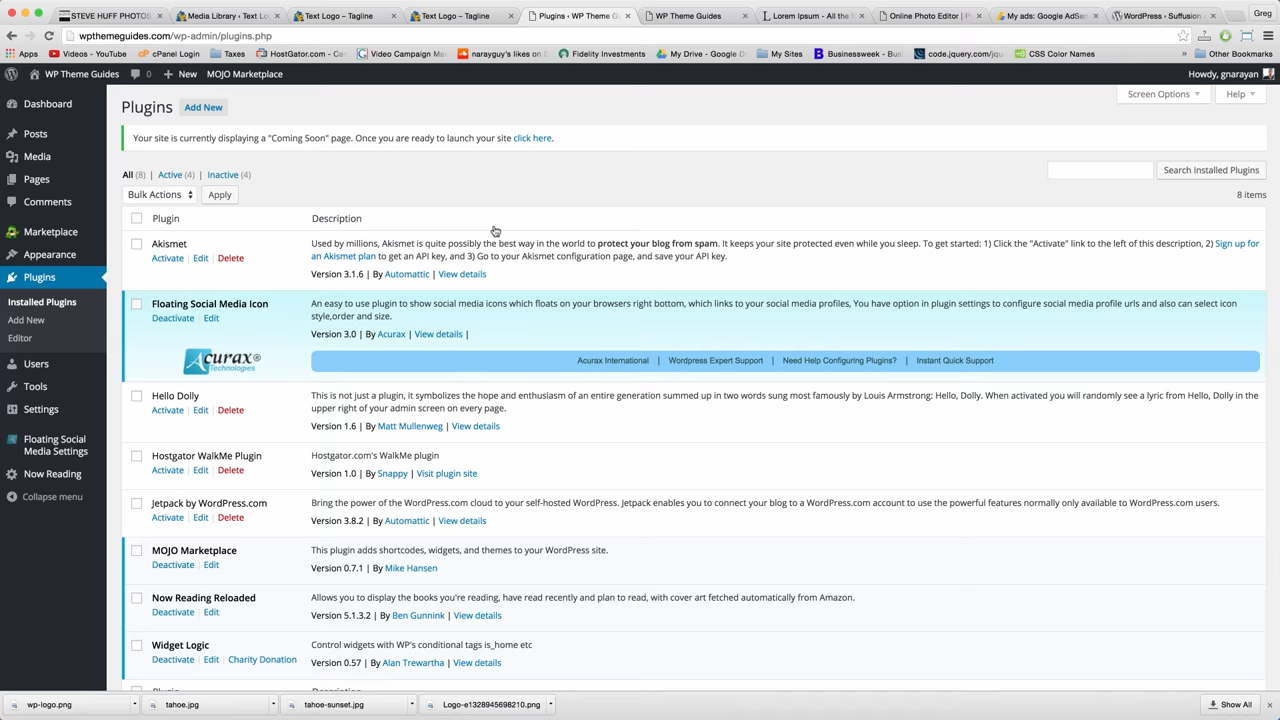 STEVE HUFF PHOTOS
Media Library ‹ Text Lo
Text Logo – Tagline
Text Logo – Tagline
Plugins ‹ WP Theme G
WP Theme Guides
Lorem Ipsum - All the f
Online Photo Editor | P
My ads: Google AdSen
WordPress › Suffusion «
Greg
wpthemeguides.com/wp-admin/plugins.php
Apps
Videos - YouTube
cPanel Login
Taxes
HostGator.com - Ca
Video Campaign Ma
narayguy's likes on S
Fidelity Investments
My Drive - Google D
My Sites
Businessweek - Bus
code.jquery.com/jqu
CSS Color Names
»
Other Bookmarks
WP Theme Guides
0
New
MOJO Marketplace
Howdy, gnarayan
Dashboard
Posts
Media
Pages
Comments
Marketplace
Appearance
Plugins
Installed Plugins
Add New
Editor
Users
Tools
Settings
Floating Social
Media Settings
Now Reading
Collapse menu
Screen Options
Help
Plugins
Add New
Your site is currently displaying a "Coming Soon" page. Once you are ready to launch your site click here.
All (8) | Active (4) | Inactive (4)
Search Installed Plugins
Bulk Actions
Apply
8 items
Plugin
Description
Akismet
Activate | Edit | Delete
Used by millions, Akismet is quite possibly the best way in the world to protect your blog from spam. It keeps your site protected even while you sleep. To get started: 1) Click the "Activate" link to the left of this description, 2) Sign up for
an Akismet plan to get an API key, and 3) Go to your Akismet configuration page, and save your API key.
Version 3.1.6 | By Automattic | View details
Floating Social Media Icon
Deactivate | Edit
An easy to use plugin to show social media icons which floats on your browsers right bottom, which links to your social media profiles, You have option in plugin settings to configure social media profile urls and also can select icon
style,order and size.
Version 3.0 | By Acurax | View details |
Acurax®
Technologies
Acurax International | Wordpress Expert Support | Need Help Configuring Plugins? | Instant Quick Support
Hello Dolly
Activate | Edit | Delete
This is not just a plugin, it symbolizes the hope and enthusiasm of an entire generation summed up in two words sung most famously by Louis Armstrong: Hello, Dolly. When activated you will randomly see a lyric from Hello, Dolly in the
upper right of your admin screen on every page.
Version 1.6 | By Matt Mullenweg | View details
Hostgator WalkMe Plugin
Activate | Edit | Delete
Hostgator.com's WalkMe plugin
Version 1.0 | By Snappy | Visit plugin site
Jetpack by WordPress.com
Activate | Edit | Delete
Bring the power of the WordPress.com cloud to your self-hosted WordPress. Jetpack enables you to connect your blog to a WordPress.com account to use the powerful features normally only available to WordPress.com users.
Version 3.8.2 | By Automattic | View details
MOJO Marketplace
Deactivate | Edit
This plugin adds shortcodes, widgets, and themes to your WordPress site.
Version 0.7.1 | By Mike Hansen
Now Reading Reloaded
Deactivate | Edit
Allows you to display the books you're reading, have read recently and plan to read, with cover art fetched automatically from Amazon.
Version 5.1.3.2 | By Ben Gunnink | View details
Widget Logic
Deactivate | Edit | Charity Donation
Control widgets with WP's conditional tags is_home etc
Version 0.57 | By Alan Trewartha | View details
Plugin
Description
wp-logo.png
tahoe.jpg
tahoe-sunset.jpg
Logo-e1328945698210.png
Show All